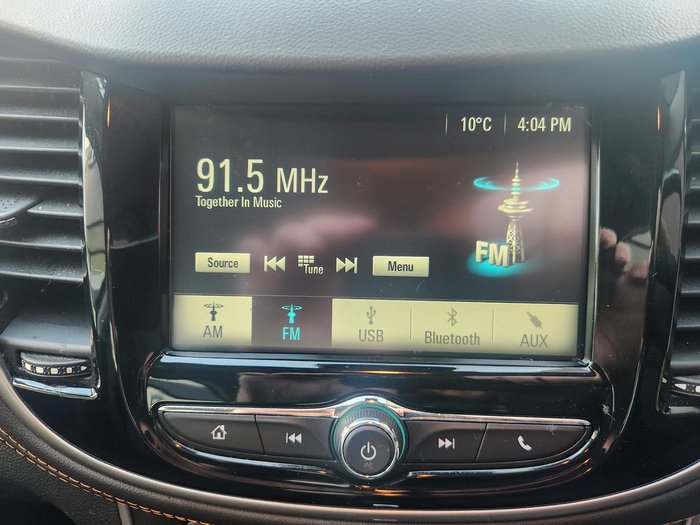 10°C 4:04 PM
91.5 MHz
Together In Music
FM
Source Tune Menu
AM FM USB Bluetooth AUX